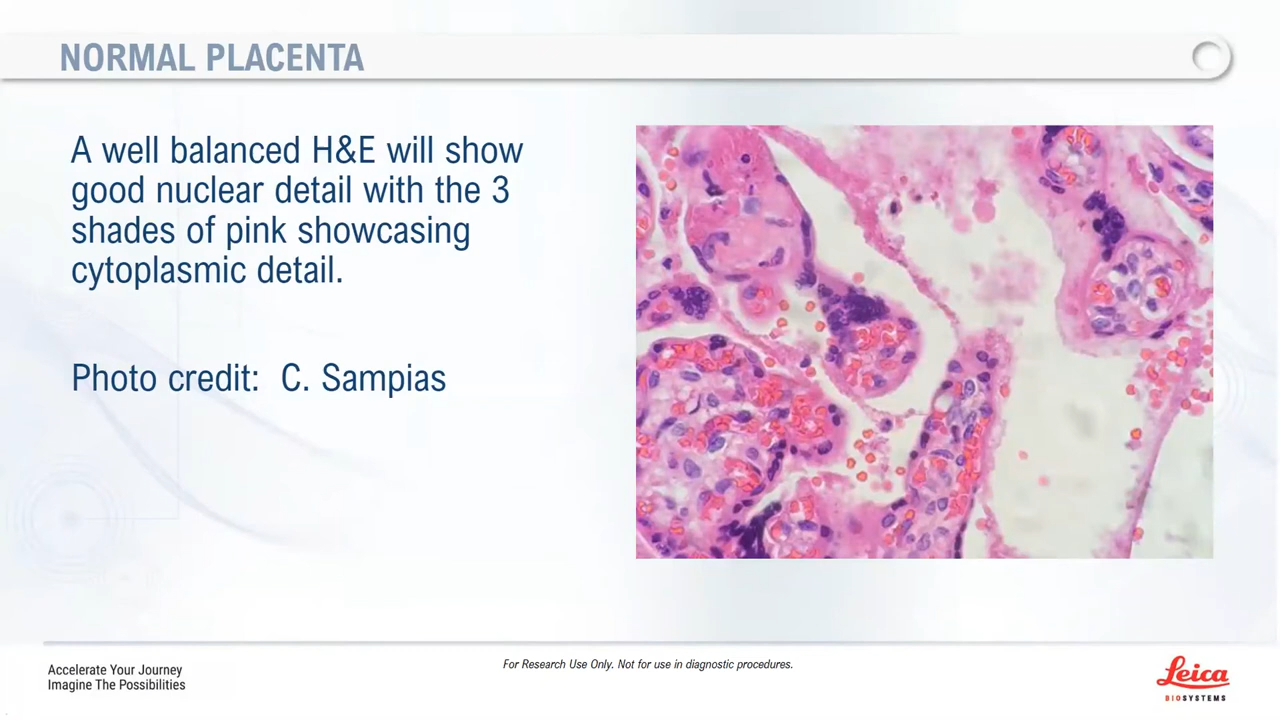 NORMAL PLACENTA
A well balanced H&E will show
good nuclear detail with the 3
shades of pink showcasing
cytoplasmic detail.
Photo credit: C. Sampias
Accelerate Your Journey
Imagine The Possibilities
For Research Use Only. Not for use in diagnostic procedures.
Leica
BIOSYSTEMS